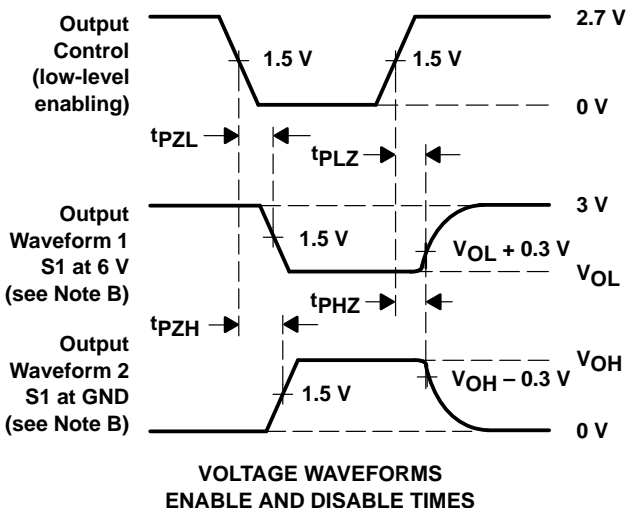 Output
Control
(low-level
enabling)
1.5 V
1.5 V
2.7 V
0 V
tPZL
tPLZ
Output
Waveform 1
S1 at 6 V
(see Note B)
1.5 V
3 V
VOL + 0.3 V
VOL
tPZH
tPHZ
Output
Waveform 2
S1 at GND
(see Note B)
1.5 V
VOH
VOH – 0.3 V
0 V
VOLTAGE WAVEFORMS
ENABLE AND DISABLE TIMES